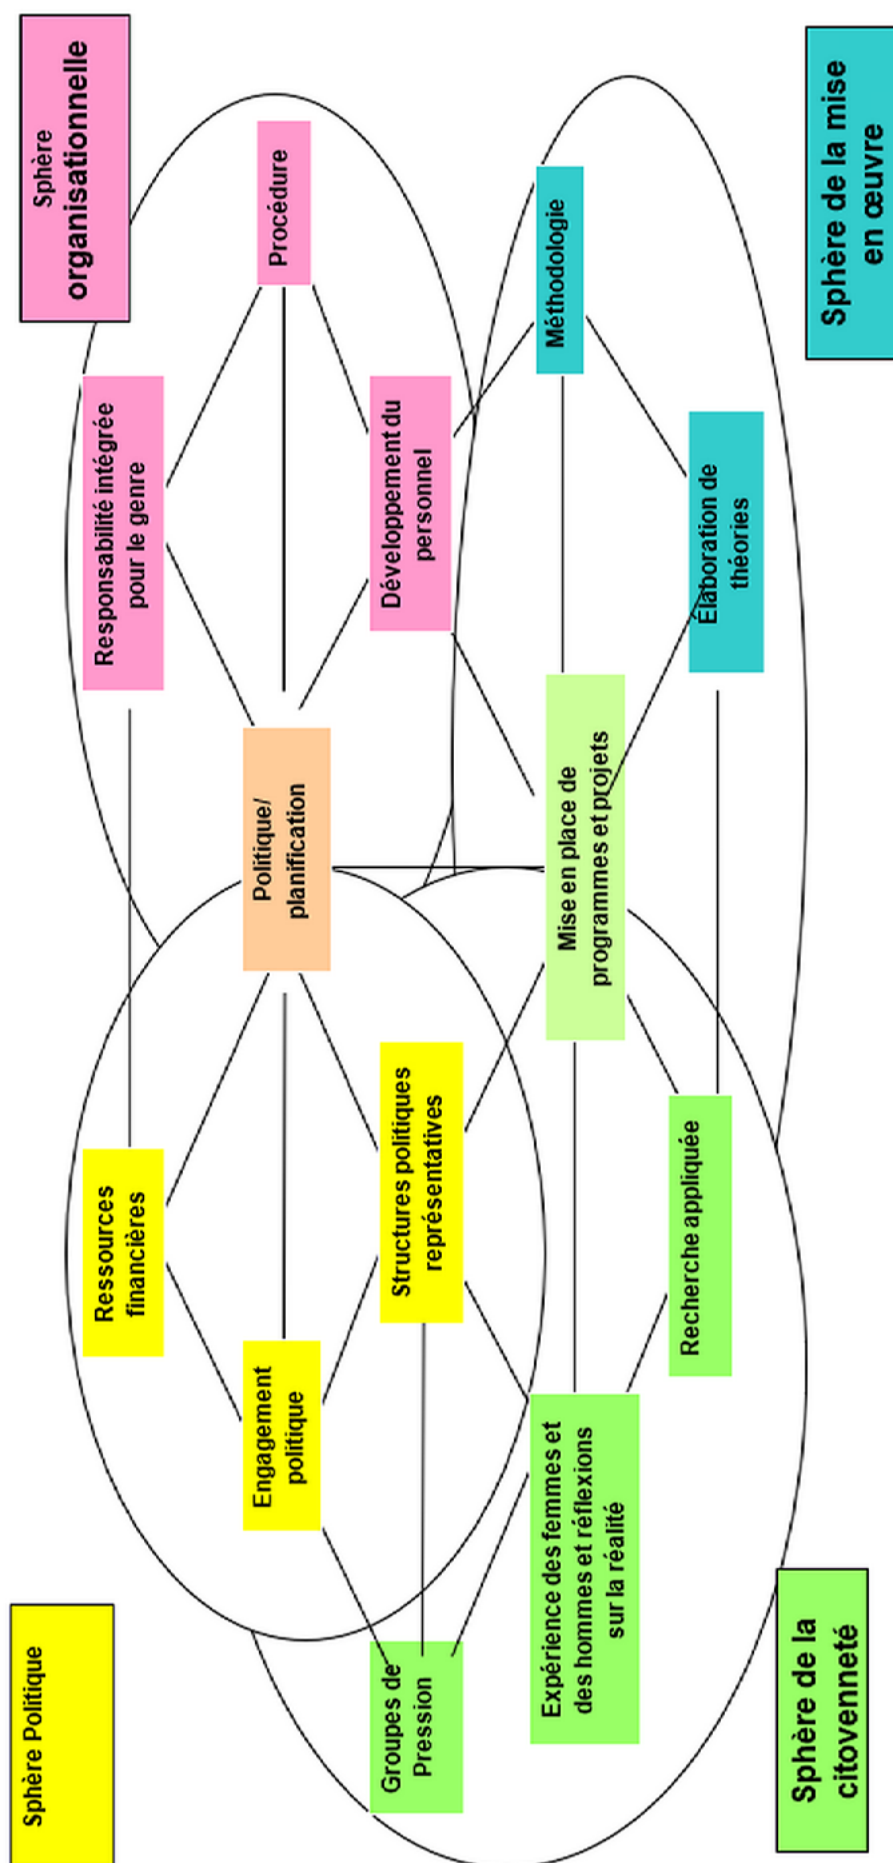 Sphère Politique
Sphère
organisationnelle
Ressources
financières
Responsabilité intégrée
pour le genre
Engagement
politique
Politique/
planification
Procédure
Groupes de
Pression
Structures politiques
représentatives
Développement du
personnel
Expérience des femmes et
des hommes et réflexions
sur la réalité
Mise en place de
programmes et projets
Méthodologie
Recherche appliquée
Élaboration de
théories
Sphère de la
citovenneté
Sphère de la mise
en œuvre